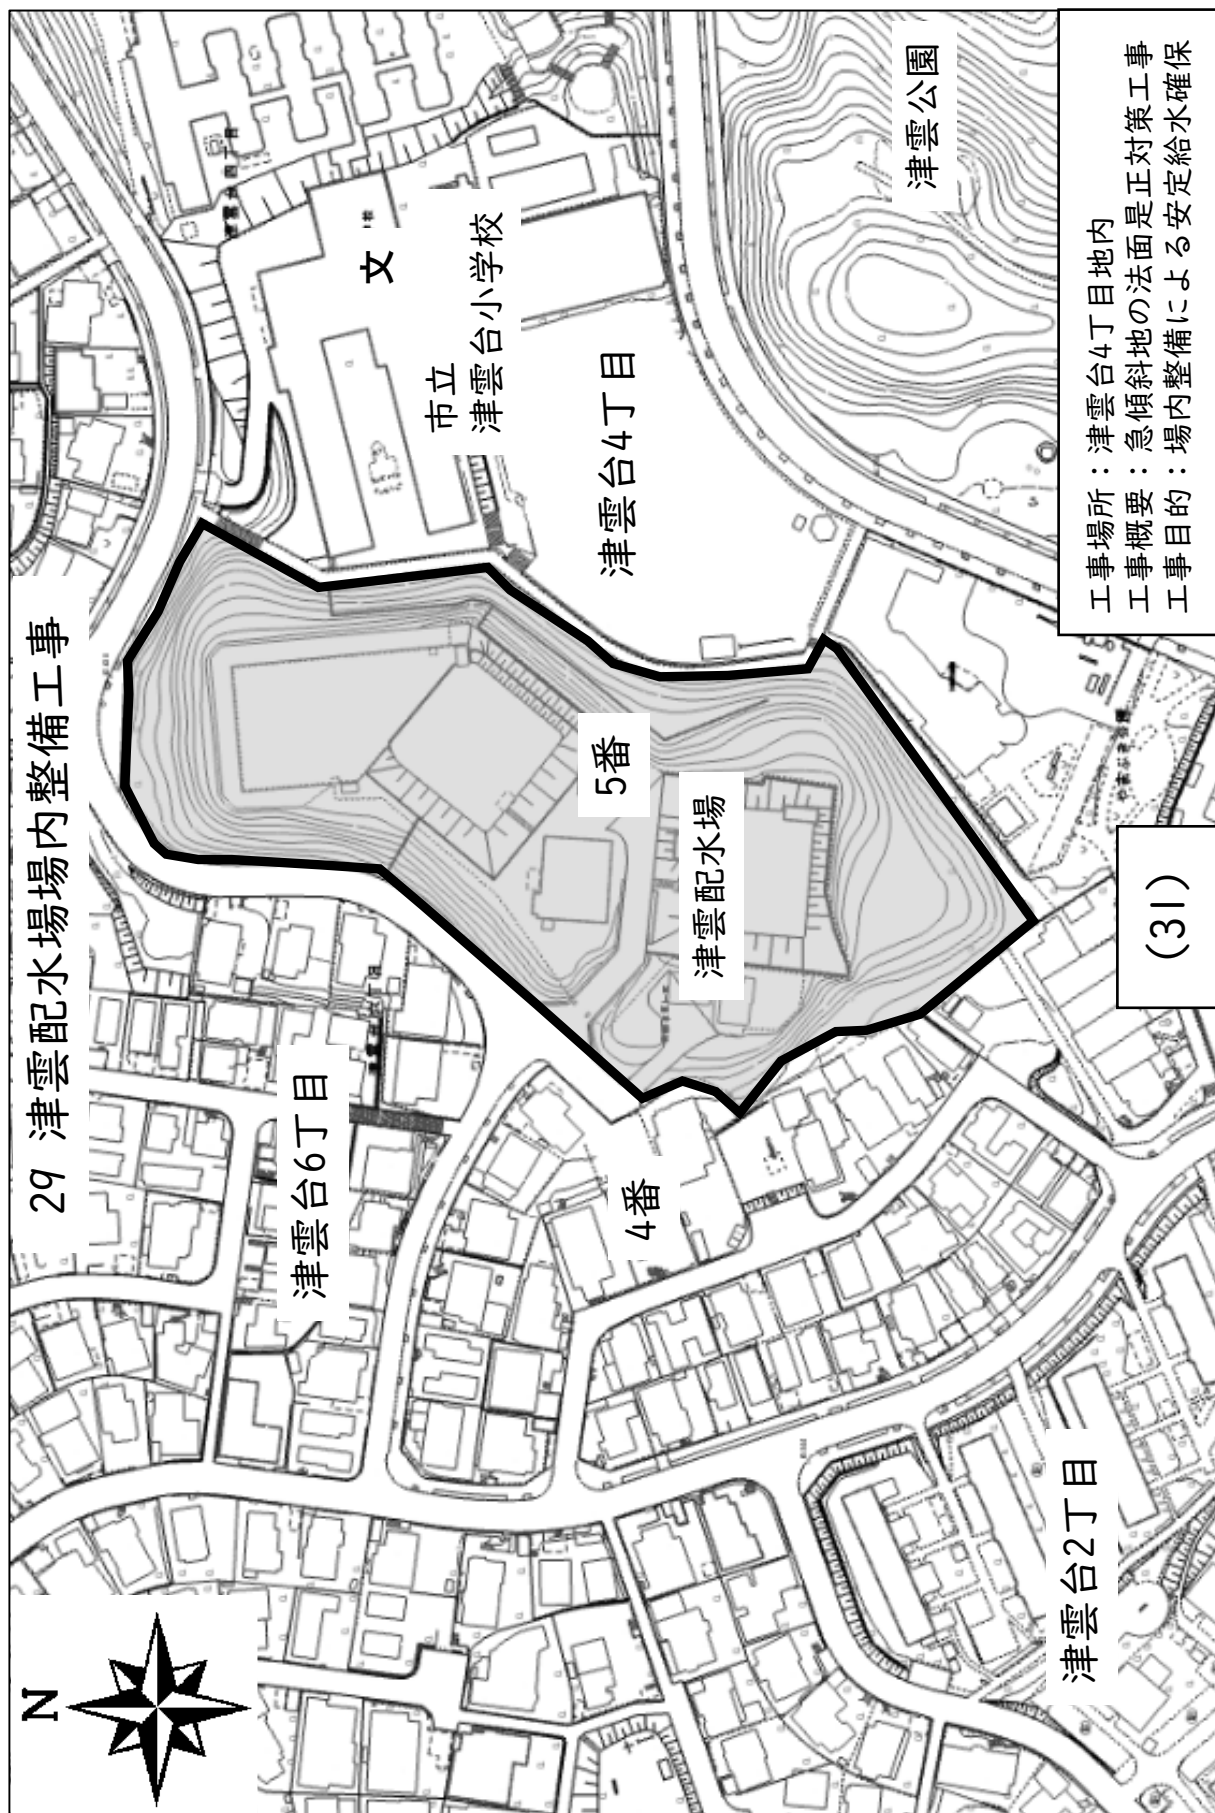 29 津雲配水場場内整備工事
N
津雲台6丁目
4番
5番
津雲配水場
文
市立
津雲台小学校
津雲台4丁目
津雲公園
津雲台2丁目
工事場所：津雲台4丁目地内
工事概要：急傾斜地の法面是正対策工事
工事目的：場内整備による安定給水確保
(31)